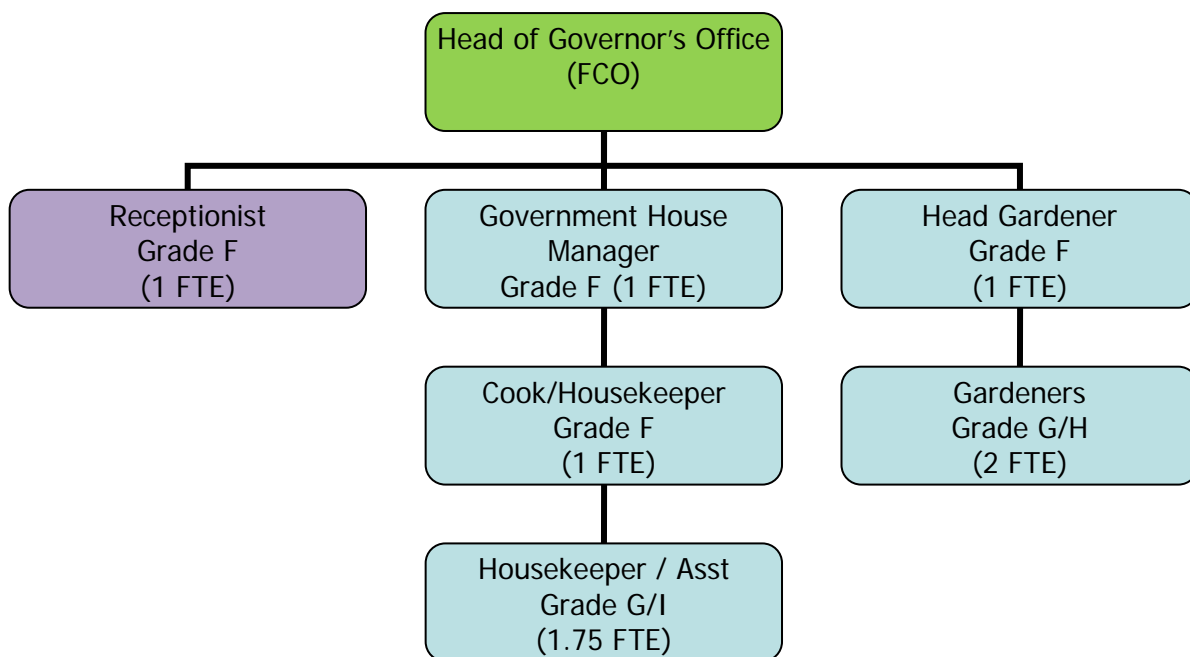 Head of Governor's Office
(FCO)
Receptionist
Grade F
(1 FTE)
Government House
Manager
Grade F (1 FTE)
Head Gardener
Grade F
(1 FTE)
Cook/Housekeeper
Grade F
(1 FTE)
Gardeners
Grade G/H
(2 FTE)
Housekeeper / Asst
Grade G/I
(1.75 FTE)